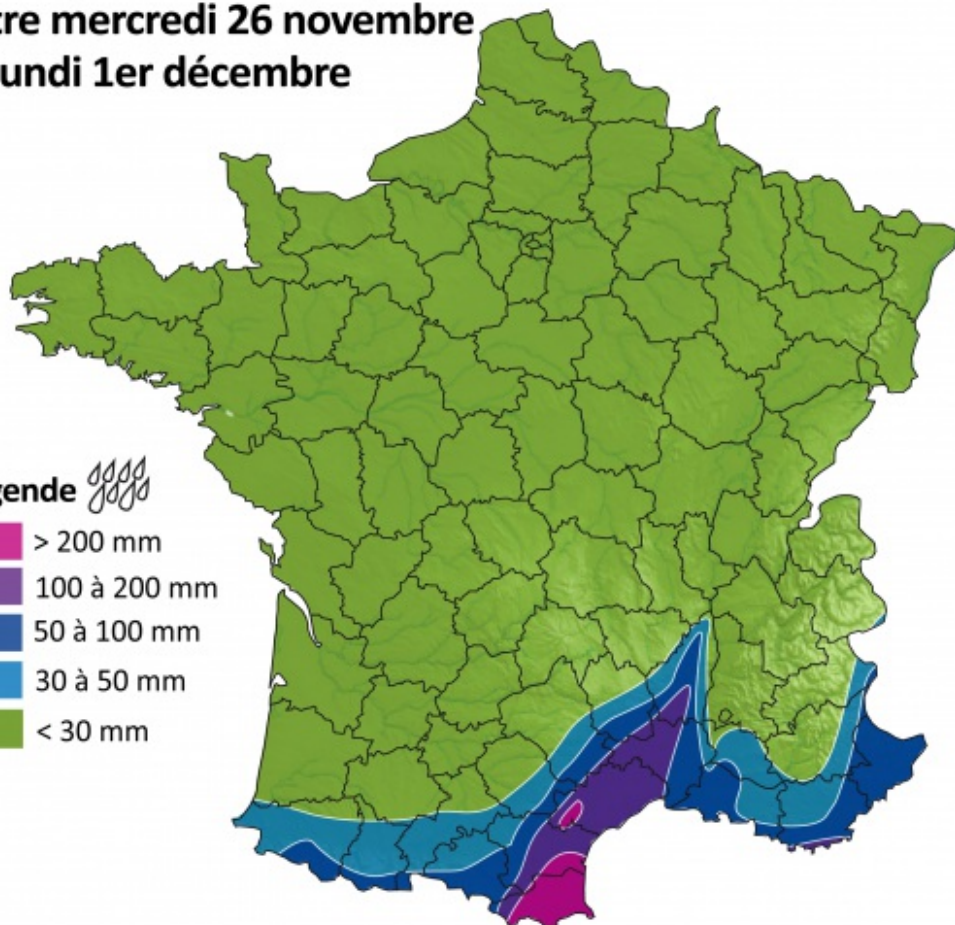 tre mercredi 26 novembre
undi 1er décembre
gende
> 200 mm
100 à 200 mm
50 à 100 mm
30 à 50 mm
< 30 mm